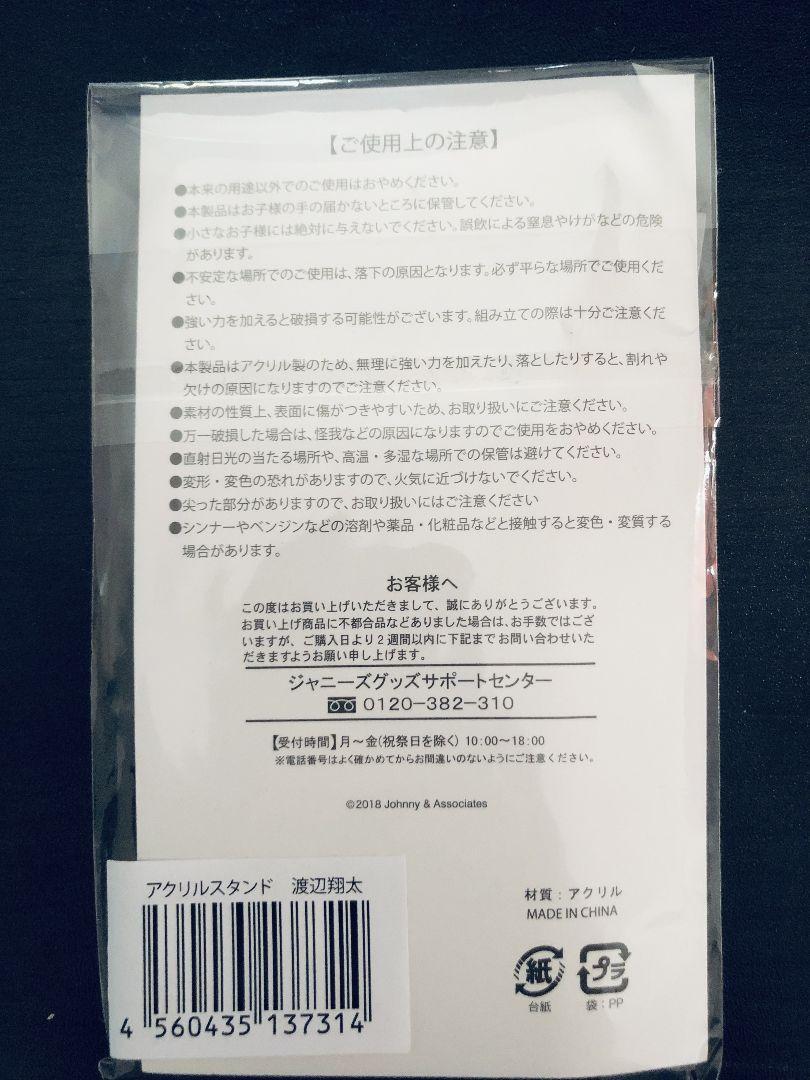 【ご使用上の注意】
●本来の用途以外でのご使用はおやめください。
●本製品はお子様の手の届かないところに保管してください。
●小さなお子様には絶対に与えないでください。誤飲による窒息やけがなどの危険
があります。
●不安定な場所でのご使用は、落下の原因となります。必ず平らな場所でご使用くだ
さい。
●強い力を加えると破損する可能性がございます。組み立ての際は十分ご注意くだ
さい。
●本製品はアクリル製のため、無理に強い力を加えたり、落としたりすると、割れや
欠けの原因になりますのでご注意ください。
●素材の性質上、表面に傷がつきやすいため、お取り扱いにご注意ください。
●万一破損した場合は、怪我などの原因になりますのでご使用をおやめください。
●直射日光の当たる場所や、高温・多湿な場所での保管は避けてください。
●変形・変色の恐れがありますので、火気に近づけないでください。
●尖った部分がありますので、お取り扱いにはご注意ください
●シンナーやベンジンなどの溶剤や薬品・化粧品などと接触すると変色・変質する
場合があります。
お客様へ
この度はお買い上げいただきまして、誠にありがとうございます。
お買い上げ商品に不都合品などありました場合は、お手数ではござ
いますが、ご購入日より2週間以内に下記までお問い合わせいた
だきますようお願い申し上げます。
ジャニーズグッズサポートセンター
0120-382-310
【受付時間】月～金(祝祭日を除く) 10:00～18:00
※電話番号はよく確かめてからお間違いのないようにご注意ください。
©2018 Johnny & Associates
アクリルスタンド 渡辺翔太
4 560435 137314
材質：アクリル
MADE IN CHINA
紙 プラ
台紙 袋：PP